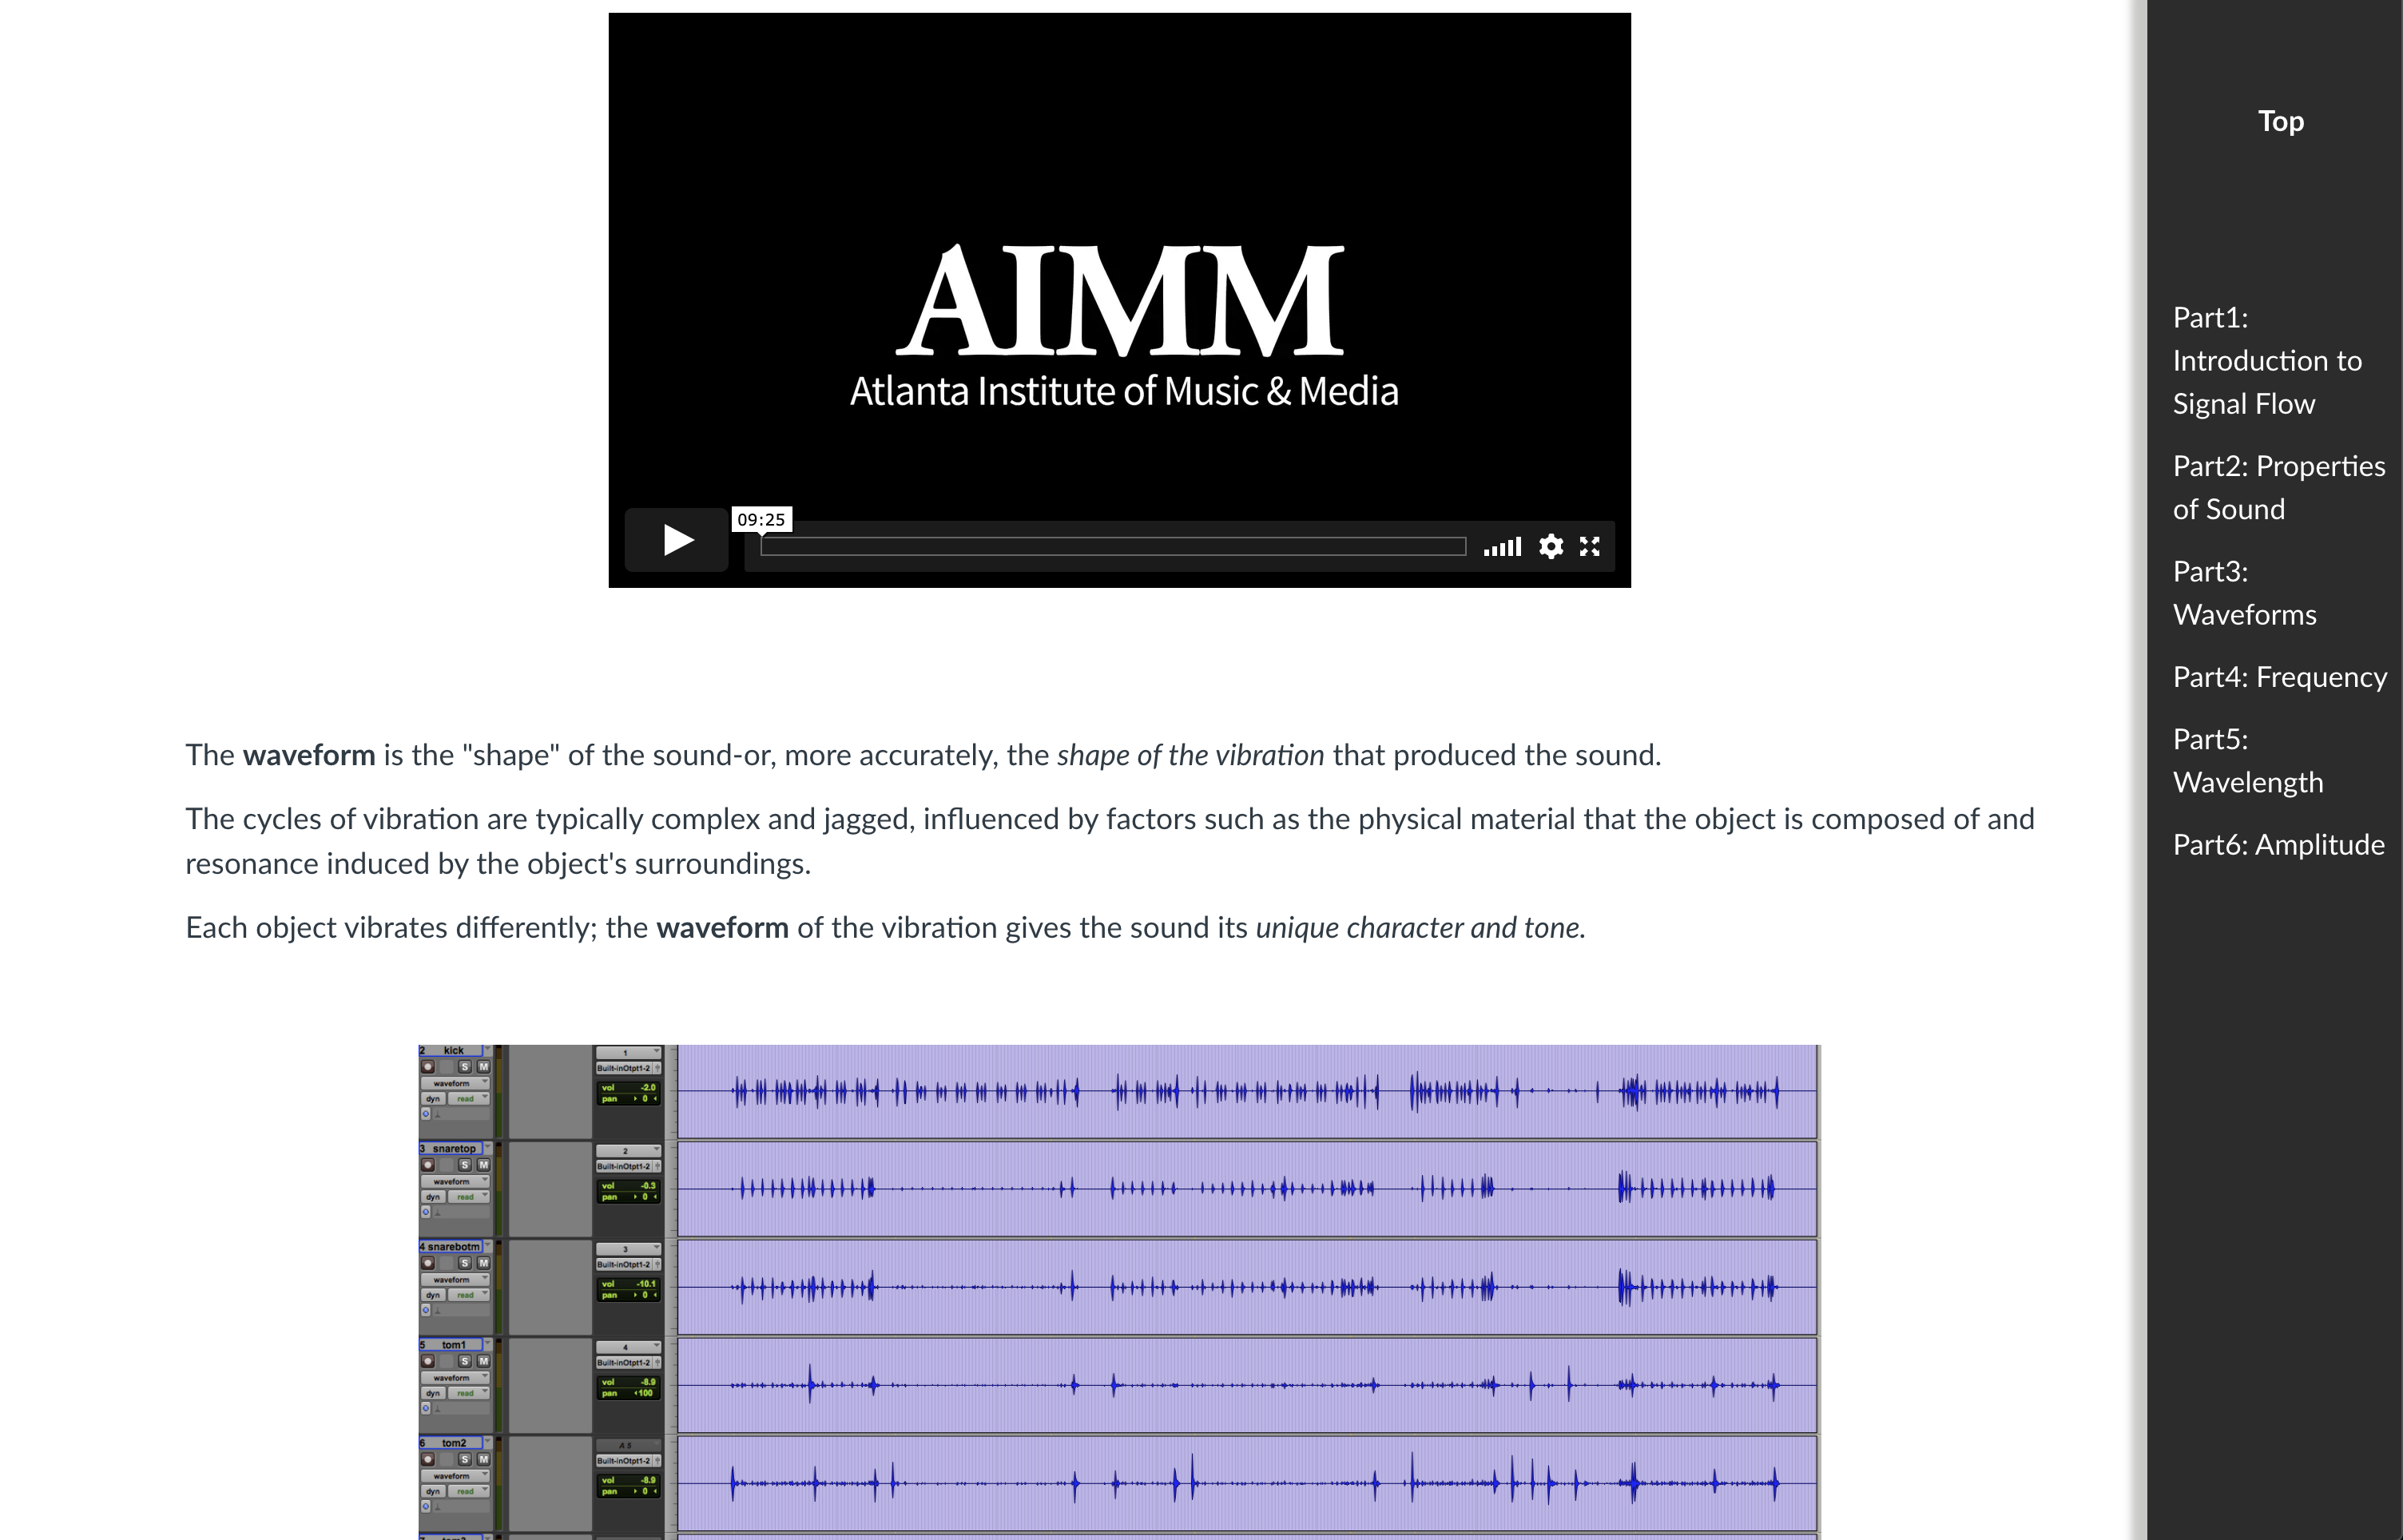 AIMM
Atlanta Institute of Music & Media
09:25
The waveform is the "shape" of the sound-or, more accurately, the shape of the vibration that produced the sound.
The cycles of vibration are typically complex and jagged, influenced by factors such as the physical material that the object is composed of and
resonance induced by the object's surroundings.
Each object vibrates differently; the waveform of the vibration gives the sound its unique character and tone.
2 kick
1
S M
Built-inOtpt1-2
waveform
vol -2.0
dyn read
pan 0
3 snaretop
2
S M
Built-inOtpt1-2
waveform
vol -0.3
dyn read
pan 0
4 snarebotm
3
S M
Built-inOtpt1-2
waveform
vol -10.1
dyn read
pan 0
5 tom1
4
S M
Built-inOtpt1-2
waveform
vol -8.9
dyn read
pan 100
6 tom2
A 5
S M
Built-inOtpt1-2
waveform
vol -8.9
dyn read
pan 0
Top
Part1:
Introduction to
Signal Flow
Part2: Properties
of Sound
Part3:
Waveforms
Part4: Frequency
Part5:
Wavelength
Part6: Amplitude